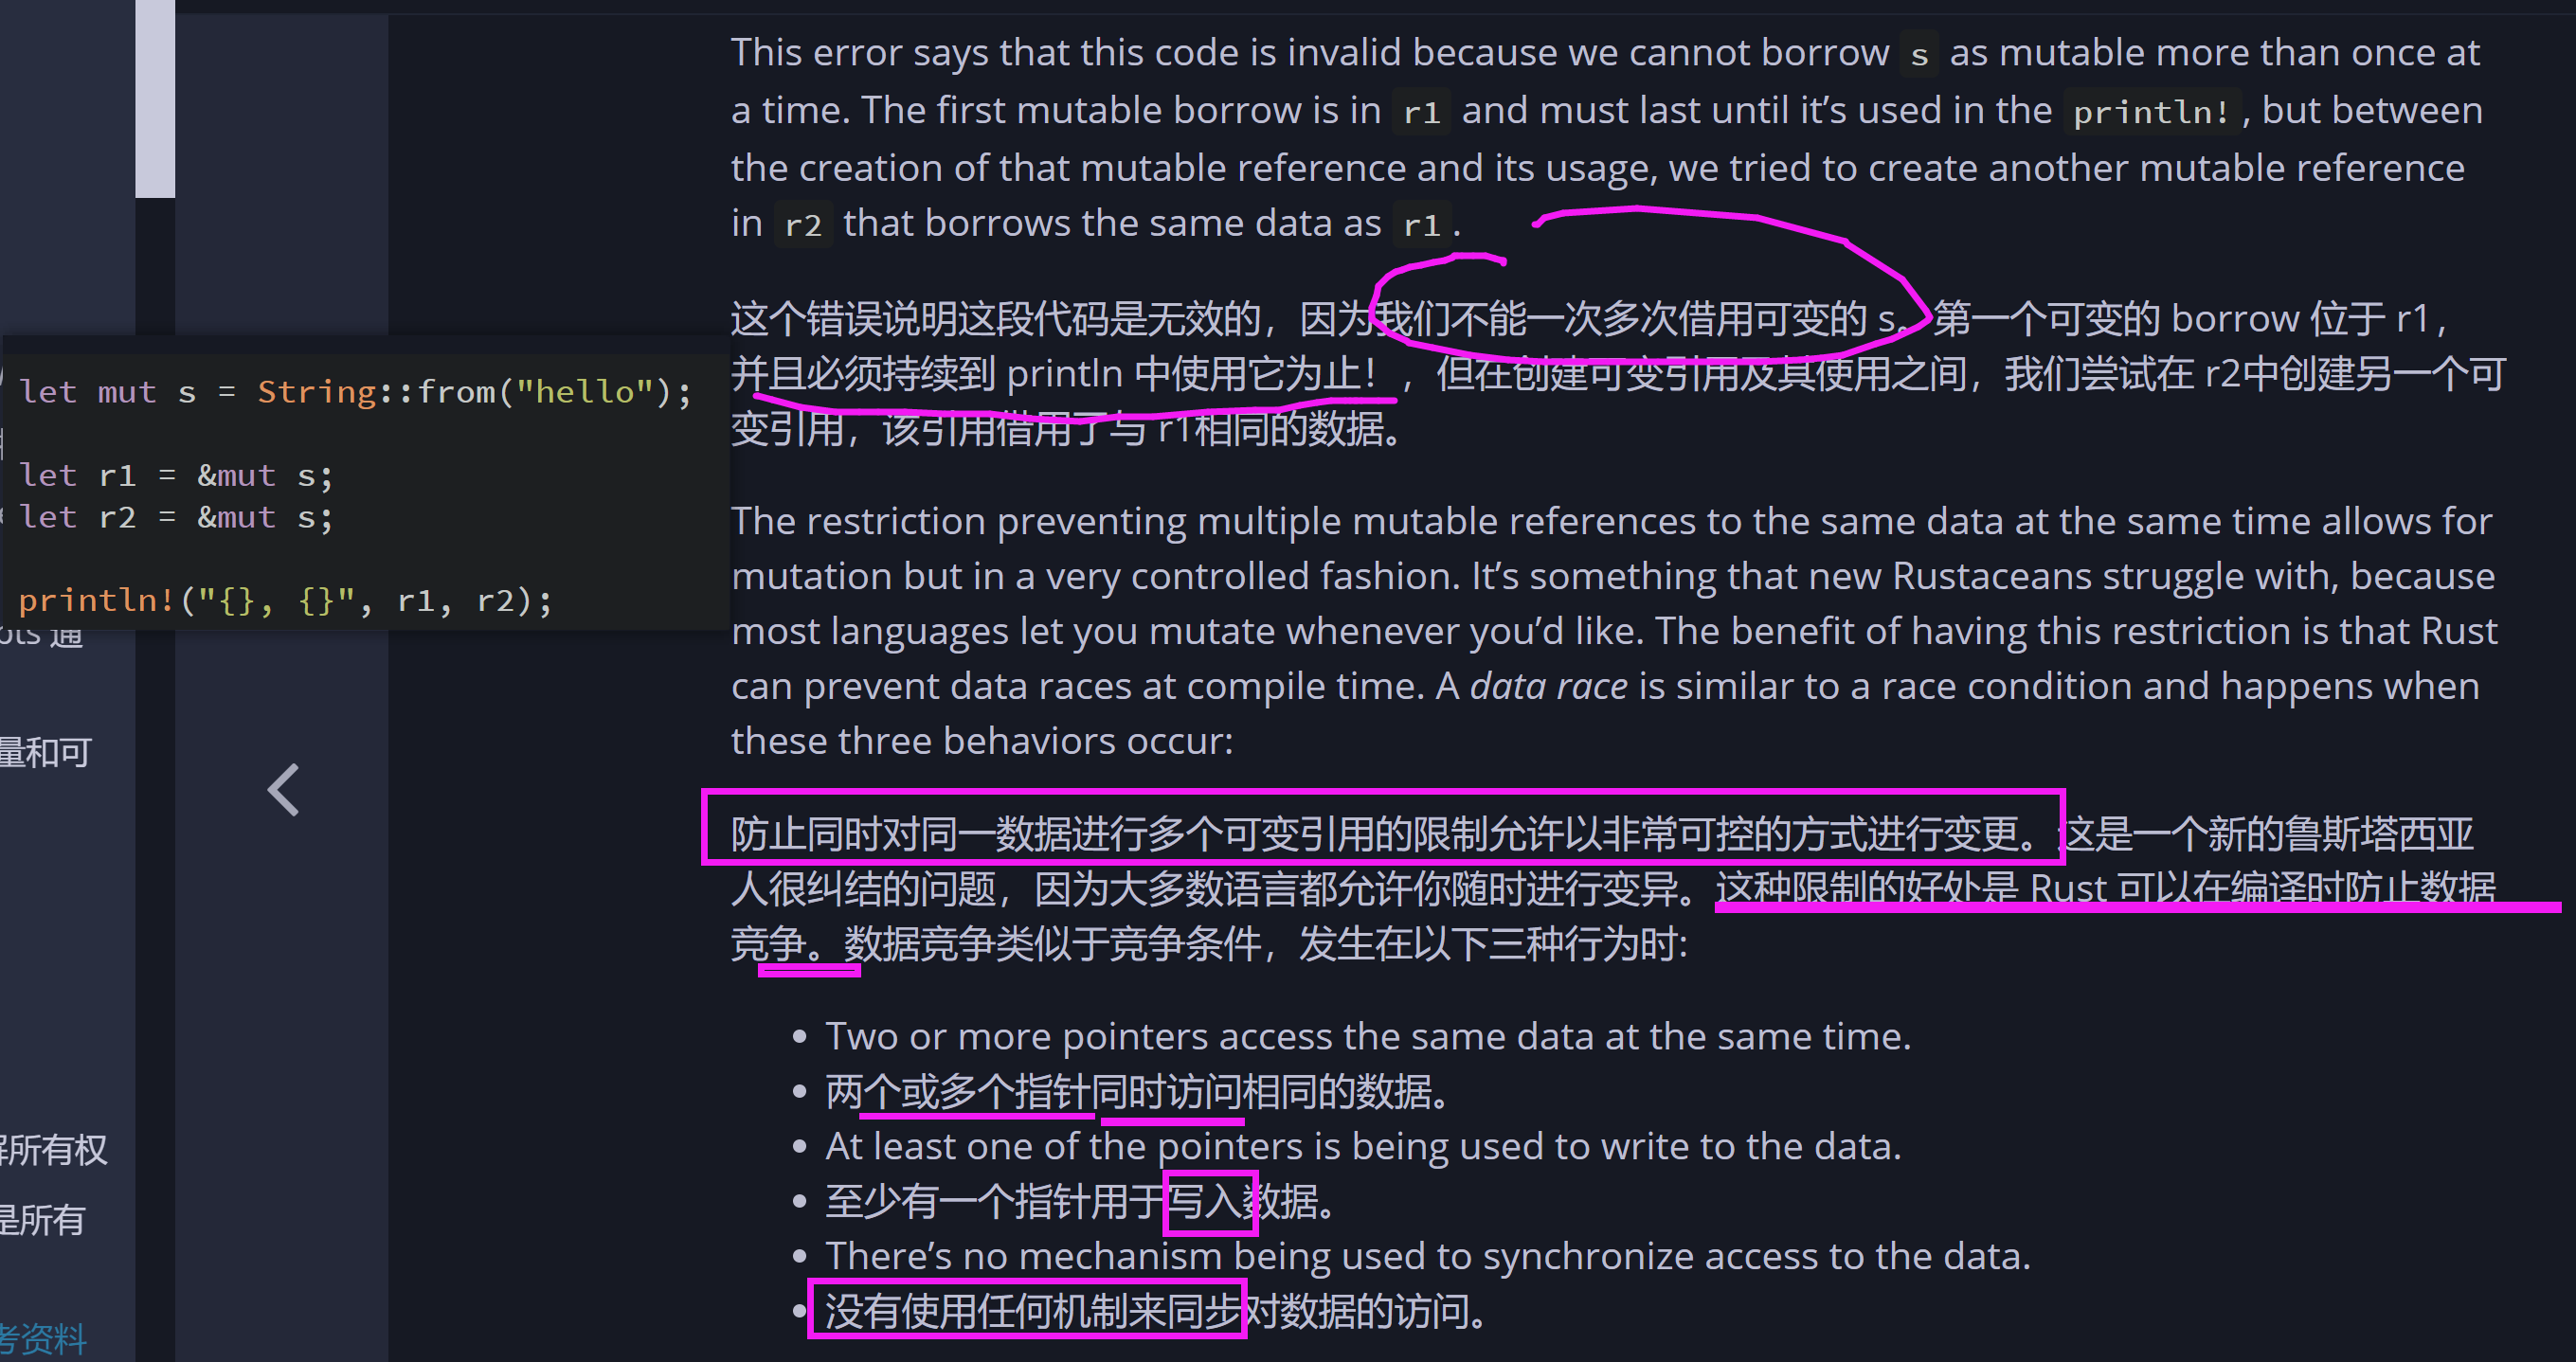 This error says that this code is invalid because we cannot borrow s as mutable more than once at
a time. The first mutable borrow is in r1 and must last until it’s used in the println!, but between
the creation of that mutable reference and its usage, we tried to create another mutable reference
in r2 that borrows the same data as r1.
这个错误说明这段代码是无效的，因为我们不能一次多次借用可变的 s。第一个可变的 borrow 位于 r1，
并且必须持续到 println 中使用它为止！，但在创建可变引用及其使用之间，我们尝试在 r2中创建另一个可
变引用，该引用借用了与 r1相同的数据。
let mut s = String::from("hello");
let r1 = &mut s;
let r2 = &mut s;
println!("{}, {}", r1, r2);
The restriction preventing multiple mutable references to the same data at the same time allows for
mutation but in a very controlled fashion. It’s something that new Rustaceans struggle with, because
most languages let you mutate whenever you’d like. The benefit of having this restriction is that Rust
can prevent data races at compile time. A data race is similar to a race condition and happens when
these three behaviors occur:
防止同时对同一数据进行多个可变引用的限制允许以非常可控的方式进行变更。这是一个新的鲁斯塔西亚
人很纠结的问题，因为大多数语言都允许你随时进行变异。这种限制的好处是 Rust 可以在编译时防止数据
竞争。数据竞争类似于竞争条件，发生在以下三种行为时:
• Two or more pointers access the same data at the same time.
• 两个或多个指针同时访问相同的数据。
• At least one of the pointers is being used to write to the data.
• 至少有一个指针用于写入数据。
• There’s no mechanism being used to synchronize access to the data.
• 没有使用任何机制来同步对数据的访问。
通
量和可
所有权
是所有
考资料